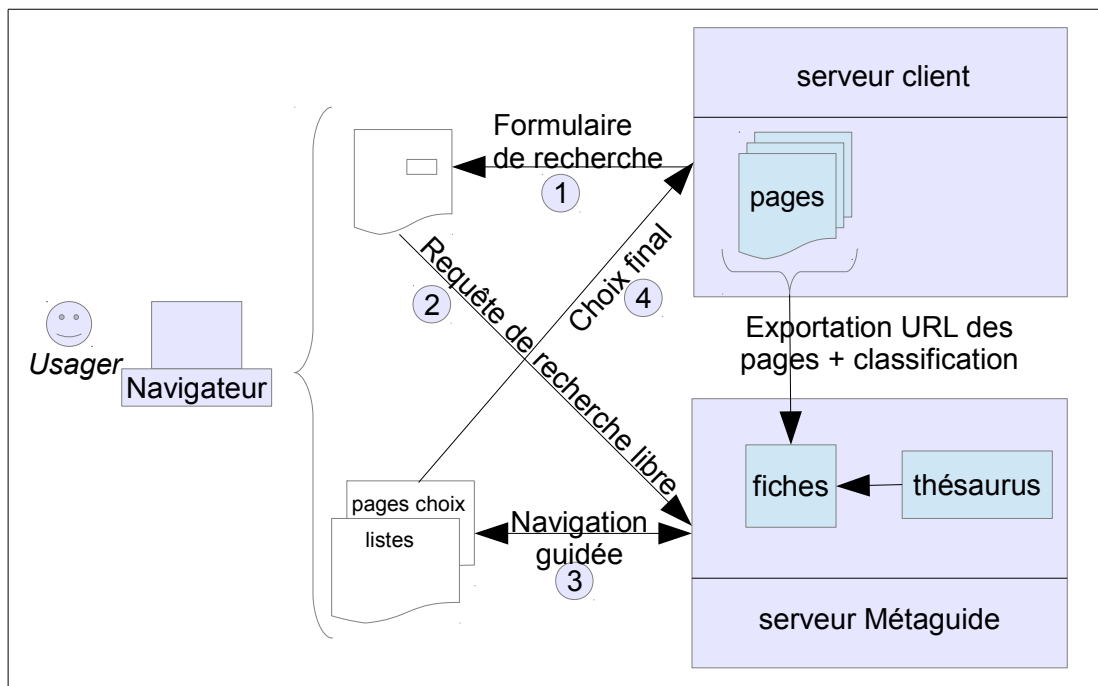 serveur client
Formulaire
de recherche
1
pages
Requête de recherche libre
2
Choix final
4
Usager
Navigateur
Exportation URL des
pages + classification
fiches
thésaurus
pages choix
listes
Navigation
guidée
3
serveur Métaguide